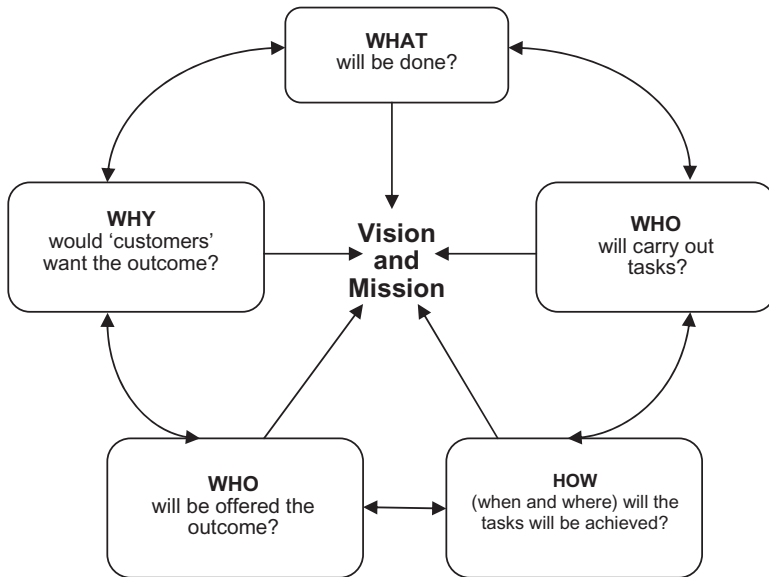 WHAT
will be done?
WHY
would ‘customers’
want the outcome?
Vision
and
Mission
WHO
will carry out
tasks?
WHO
will be offered the
outcome?
HOW
(when and where) will the
tasks will be achieved?